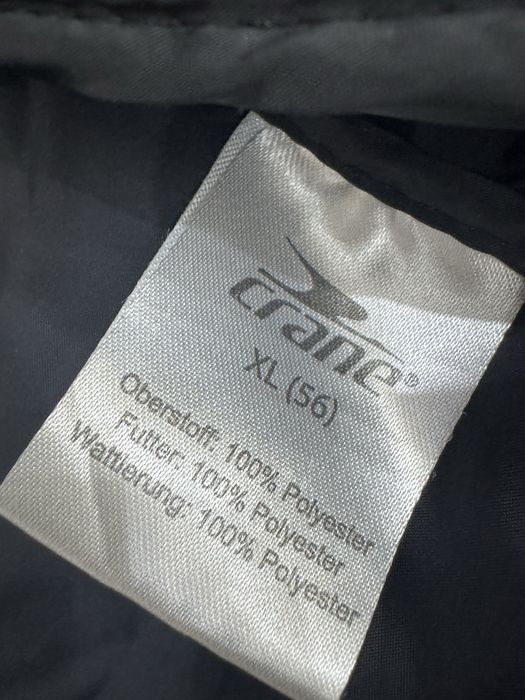 crane®
XL (56)
Oberstoff: 100% Polyester
Futter: 100% Polyester
Wattierung: 100% Polyester